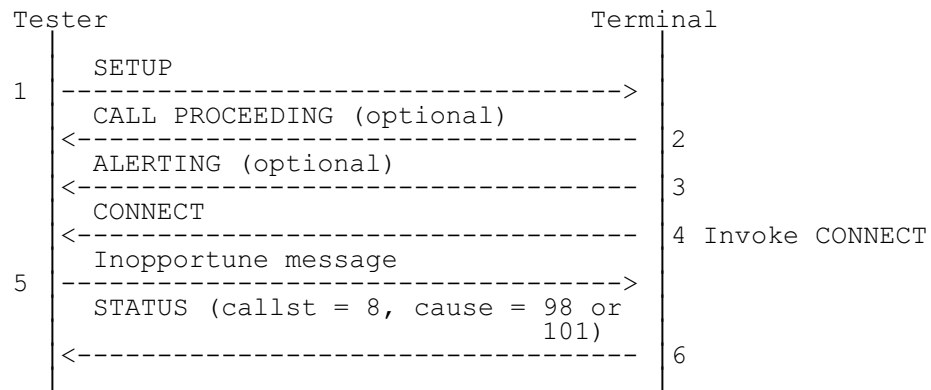 Tester Terminal
SETUP
1 ----------------------------------->
CALL PROCEEDING (optional)
<----------------------------------- 2
ALERTING (optional)
<----------------------------------- 3
CONNECT
<----------------------------------- 4 Invoke CONNECT
Inopportune message
5 ----------------------------------->
STATUS (callst = 8, cause = 98 or
101)
<----------------------------------- 6